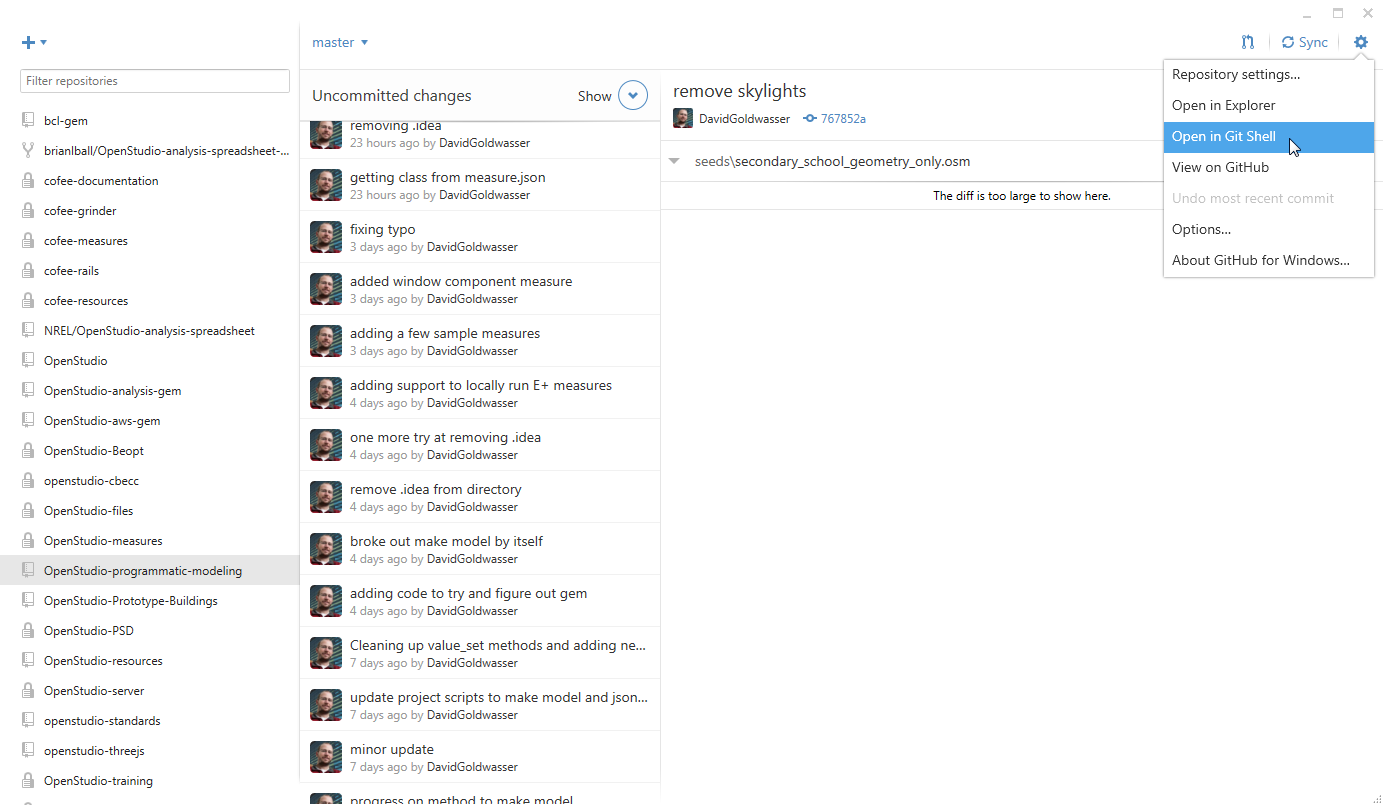 master
Sync
Filter repositories
bcl-gem
brianlball/OpenStudio-analysis-spreadsheet-...
cofee-documentation
cofee-grinder
cofee-measures
cofee-rails
cofee-resources
NREL/OpenStudio-analysis-spreadsheet
OpenStudio
OpenStudio-analysis-gem
OpenStudio-aws-gem
OpenStudio-Beopt
openstudio-cbecc
OpenStudio-files
OpenStudio-measures
OpenStudio-programmatic-modeling
OpenStudio-Prototype-Buildings
OpenStudio-PSD
OpenStudio-resources
OpenStudio-server
openstudio-standards
openstudio-threejs
OpenStudio-training
Uncommitted changes
Show
removing .idea
23 hours ago by DavidGoldwasser
getting class from measure.json
23 hours ago by DavidGoldwasser
fixing typo
3 days ago by DavidGoldwasser
added window component measure
3 days ago by DavidGoldwasser
adding a few sample measures
3 days ago by DavidGoldwasser
adding support to locally run E+ measures
4 days ago by DavidGoldwasser
one more try at removing .idea
4 days ago by DavidGoldwasser
remove .idea from directory
4 days ago by DavidGoldwasser
broke out make model by itself
4 days ago by DavidGoldwasser
adding code to try and figure out gem
4 days ago by DavidGoldwasser
Cleaning up value_set methods and adding ne...
7 days ago by DavidGoldwasser
update project scripts to make model and json...
7 days ago by DavidGoldwasser
minor update
7 days ago by DavidGoldwasser
progress on method to make model
remove skylights
DavidGoldwasser 767852a
seeds\secondary_school_geometry_only.osm
The diff is too large to show here.
Repository settings...
Open in Explorer
Open in Git Shell
View on GitHub
Undo most recent commit
Options...
About GitHub for Windows...